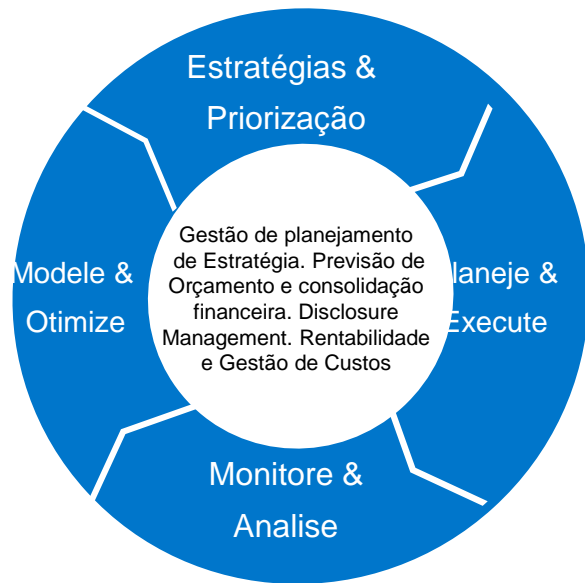 Estratégias &
Priorização
Gestão de planejamento
de Estratégia. Previsão de
Orçamento e consolidação
financeira. Disclosure
Management. Rentabilidade
e Gestão de Custos
Modele &
Otimize
laneje &
Execute
Monitore &
Analise